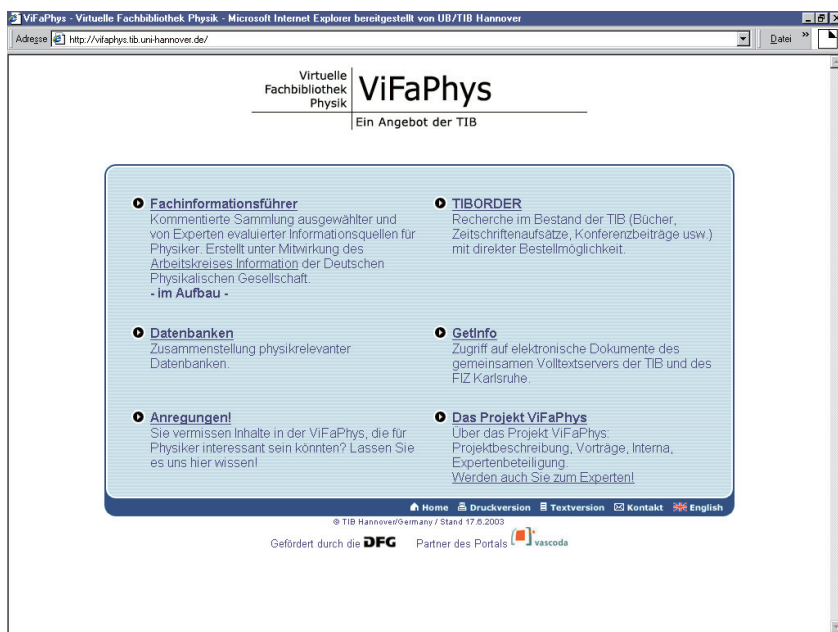 ViFaPhys - Virtuelle Fachbibliothek Physik - Microsoft Internet Explorer bereitgestellt von UB/TIB Hannover
Adresse http://vifaphys.tib.uni-hannover.de/
Datei »
Virtuelle
Fachbibliothek
Physik
ViFaPhys
Ein Angebot der TIB
Fachinformationsführer
Kommentierte Sammlung ausgewählter und
von Experten evaluierter Informationsquellen für
Physiker. Erstellt unter Mitwirkung des
Arbeitskreises Information der Deutschen
Physikalischen Gesellschaft.
- im Aufbau -
TIBORDER
Recherche im Bestand der TIB (Bücher,
Zeitschriftenaufsätze, Konferenzbeiträge usw.)
mit direkter Bestellmöglichkeit.
Datenbanken
Zusammenstellung physikrelevanter
Datenbanken.
GetInfo
Zugriff auf elektronische Dokumente des
gemeinsamen Volltextservers der TIB und des
FIZ Karlsruhe.
Anregungen!
Sie vermissen Inhalte in der ViFaPhys, die für
Physiker interessant sein könnten? Lassen Sie
es uns hier wissen!
Das Projekt ViFaPhys
Über das Projekt ViFaPhys:
Projektbeschreibung, Vorträge, Interna,
Expertenbeteiligung.
Werden auch Sie zum Experten!
Home Druckversion Textversion Kontakt English
© TIB Hannover/Germany / Stand 17.6.2003
Gefördert durch die DFG Partner des Portals vascoda